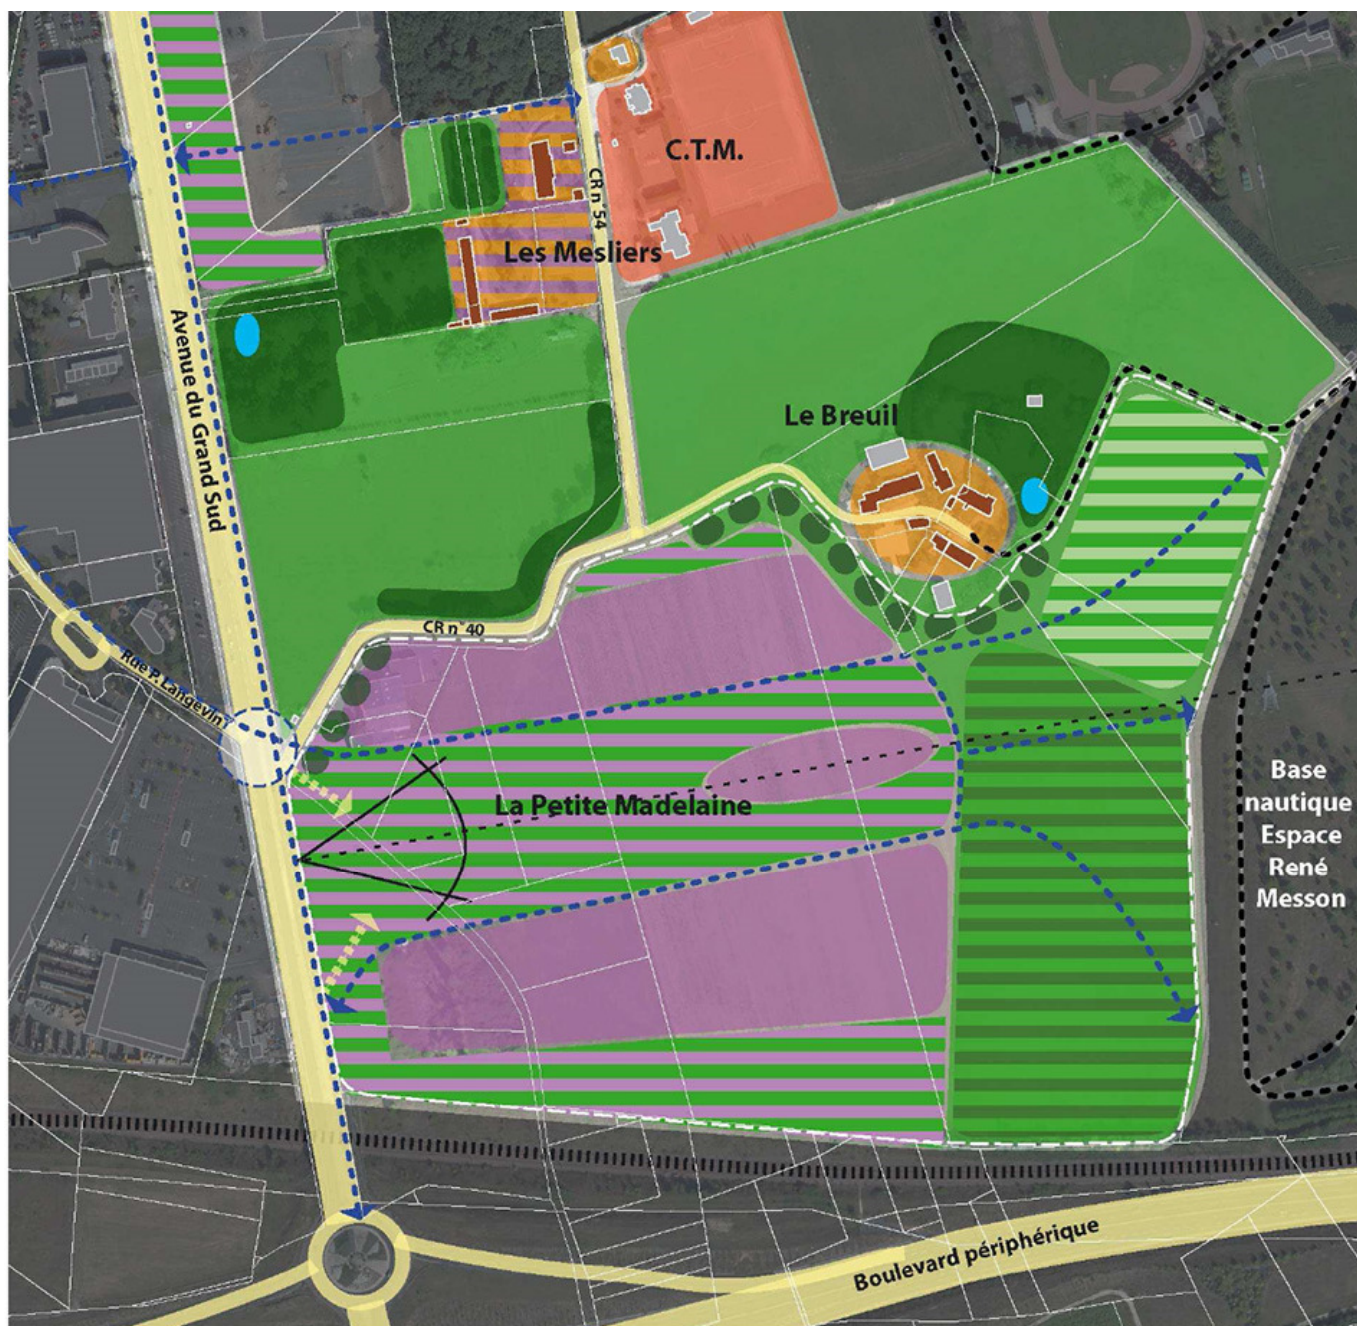 C.T.M.
CR n°54
Les Mesliers
Avenue du Grand Sud
Le Breuil
CR n°40
Rue P. Langevin
La Petite Madelaine
Base
nautique
Espace
René
Messon
Boulevard périphérique